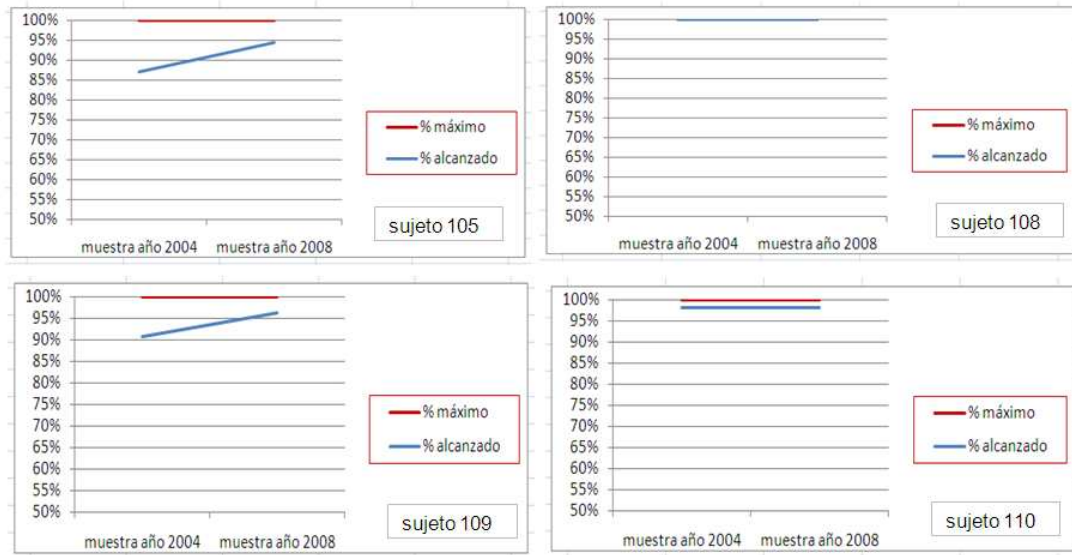 100%
95%
90%
85%
80%
75%
70%
65%
60%
55%
50%
muestra año 2004 muestra año 2008
% máximo
% alcanzado
sujeto 105
100%
95%
90%
85%
80%
75%
70%
65%
60%
55%
50%
muestra año 2004 muestra año 2008
% máximo
% alcanzado
sujeto 108
100%
95%
90%
85%
80%
75%
70%
65%
60%
55%
50%
muestra año 2004 muestra año 2008
% máximo
% alcanzado
sujeto 109
100%
95%
90%
85%
80%
75%
70%
65%
60%
55%
50%
muestra año 2004 muestra año 2008
% máximo
% alcanzado
sujeto 110